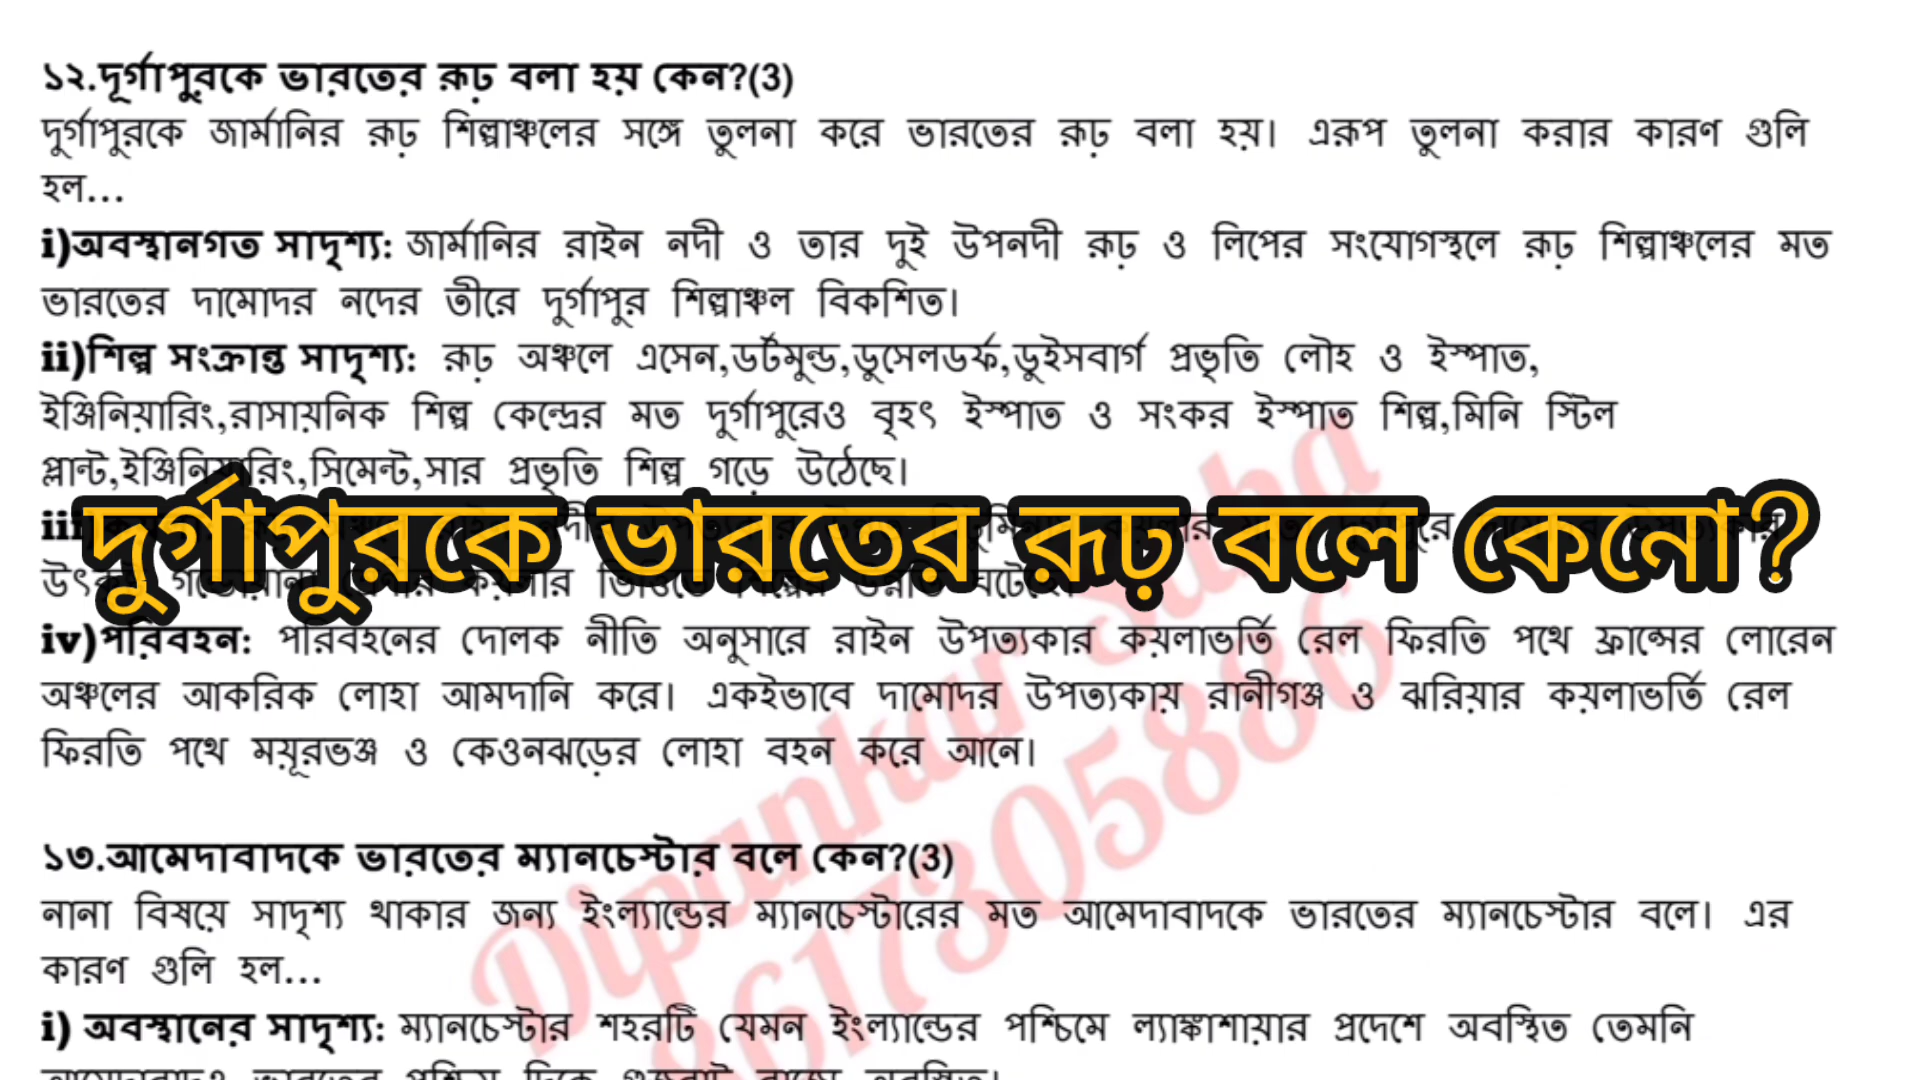 ১২.দূর্গাপুরকে ভারতের রূঢ় বলা হয় কেন?(3)
দুর্গাপুরকে জার্মানির রূঢ় শিল্পাঞ্চলের সঙ্গে তুলনা করে ভারতের রূঢ় বলা হয়। এরূপ তুলনা করার কারণ গুলি
হল...
i)অবস্থানগত সাদৃশ্য: জার্মানির রাইন নদী ও তার দুই উপনদী রূঢ় ও লিপের সংযোগস্থলে রূঢ় শিল্পাঞ্চলের মত
ভারতের দামোদর নদের তীরে দুর্গাপুর শিল্পাঞ্চল বিকশিত।
ii)শিল্প সংক্রান্ত সাদৃশ্য: রূঢ় অঞ্চলে এসেন,ডর্টমুন্ড,ডুসেলডর্ফ,ডুইসবার্গ প্রভৃতি লৌহ ও ইস্পাত,
ইঞ্জিনিয়ারিং,রাসায়নিক শিল্প কেন্দ্রের মত দুর্গাপুরেও বৃহৎ ইস্পাত ও সংকর ইস্পাত শিল্প,মিনি স্টিল
প্লান্ট,ইঞ্জিনিয়ারিং,সিমেন্ট,সার প্রভৃতি শিল্প গড়ে উঠেছে।
দুর্গাপুরকে ভারতের রূঢ় বলে কেনো?
iv)পরিবহন: পরিবহনের দোলক নীতি অনুসারে রাইন উপত্যকার কয়লাভর্তি রেল ফিরতি পথে ফ্রান্সের লোরেন
অঞ্চলের আকরিক লোহা আমদানি করে। একইভাবে দামোদর উপত্যকায় রানীগঞ্জ ও ঝরিয়ার কয়লাভর্তি রেল
ফিরতি পথে ময়ূরভঞ্জ ও কেওনঝড়ের লোহা বহন করে আনে।
১৩.আমেদাবাদকে ভারতের ম্যানচেস্টার বলে কেন?(3)
নানা বিষয়ে সাদৃশ্য থাকার জন্য ইংল্যান্ডের ম্যানচেস্টারের মত আমেদাবাদকে ভারতের ম্যানচেস্টার বলে। এর
কারণ গুলি হল...
i) অবস্থানের সাদৃশ্য: ম্যানচেস্টার শহরটি যেমন ইংল্যান্ডের পশ্চিমে ল্যাঙ্কাশায়ার প্রদেশে অবস্থিত তেমনি
Dipankar Saha
8617305886